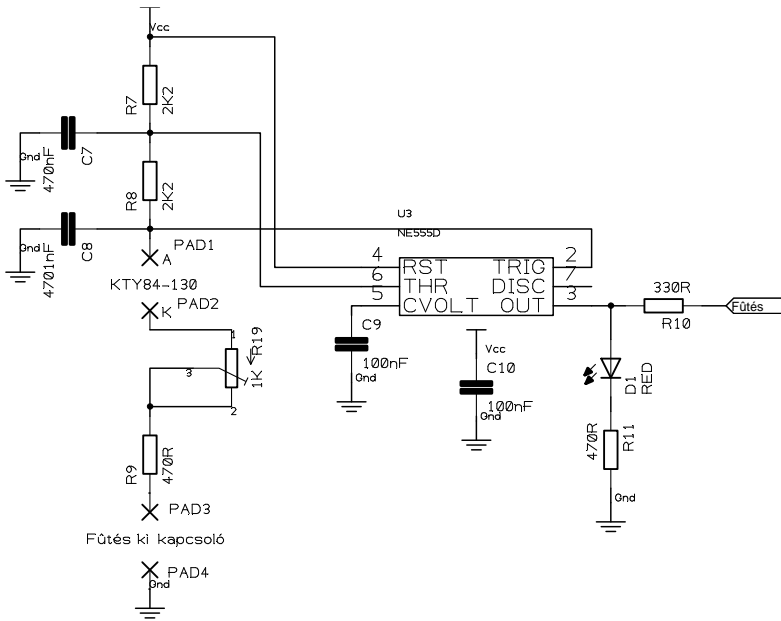 Vcc
R7
2K2
Gnd
470nF
C7
R8
2K2
Gnd
4701nF
C8
PAD1
A
KTY84-130
PAD2
K
U3
NE555D
4
RST
TRIG
2
6
THR
DISC
7
5
CVOLT
OUT
3
330R
R10
Fûtés
C9
100nF
Gnd
Vcc
C10
100nF
Gnd
1
R19
1K
3
2
D1
RED
R9
470R
470R
R11
Gnd
PAD3
Fûtés ki kapcsoló
PAD4
Gnd